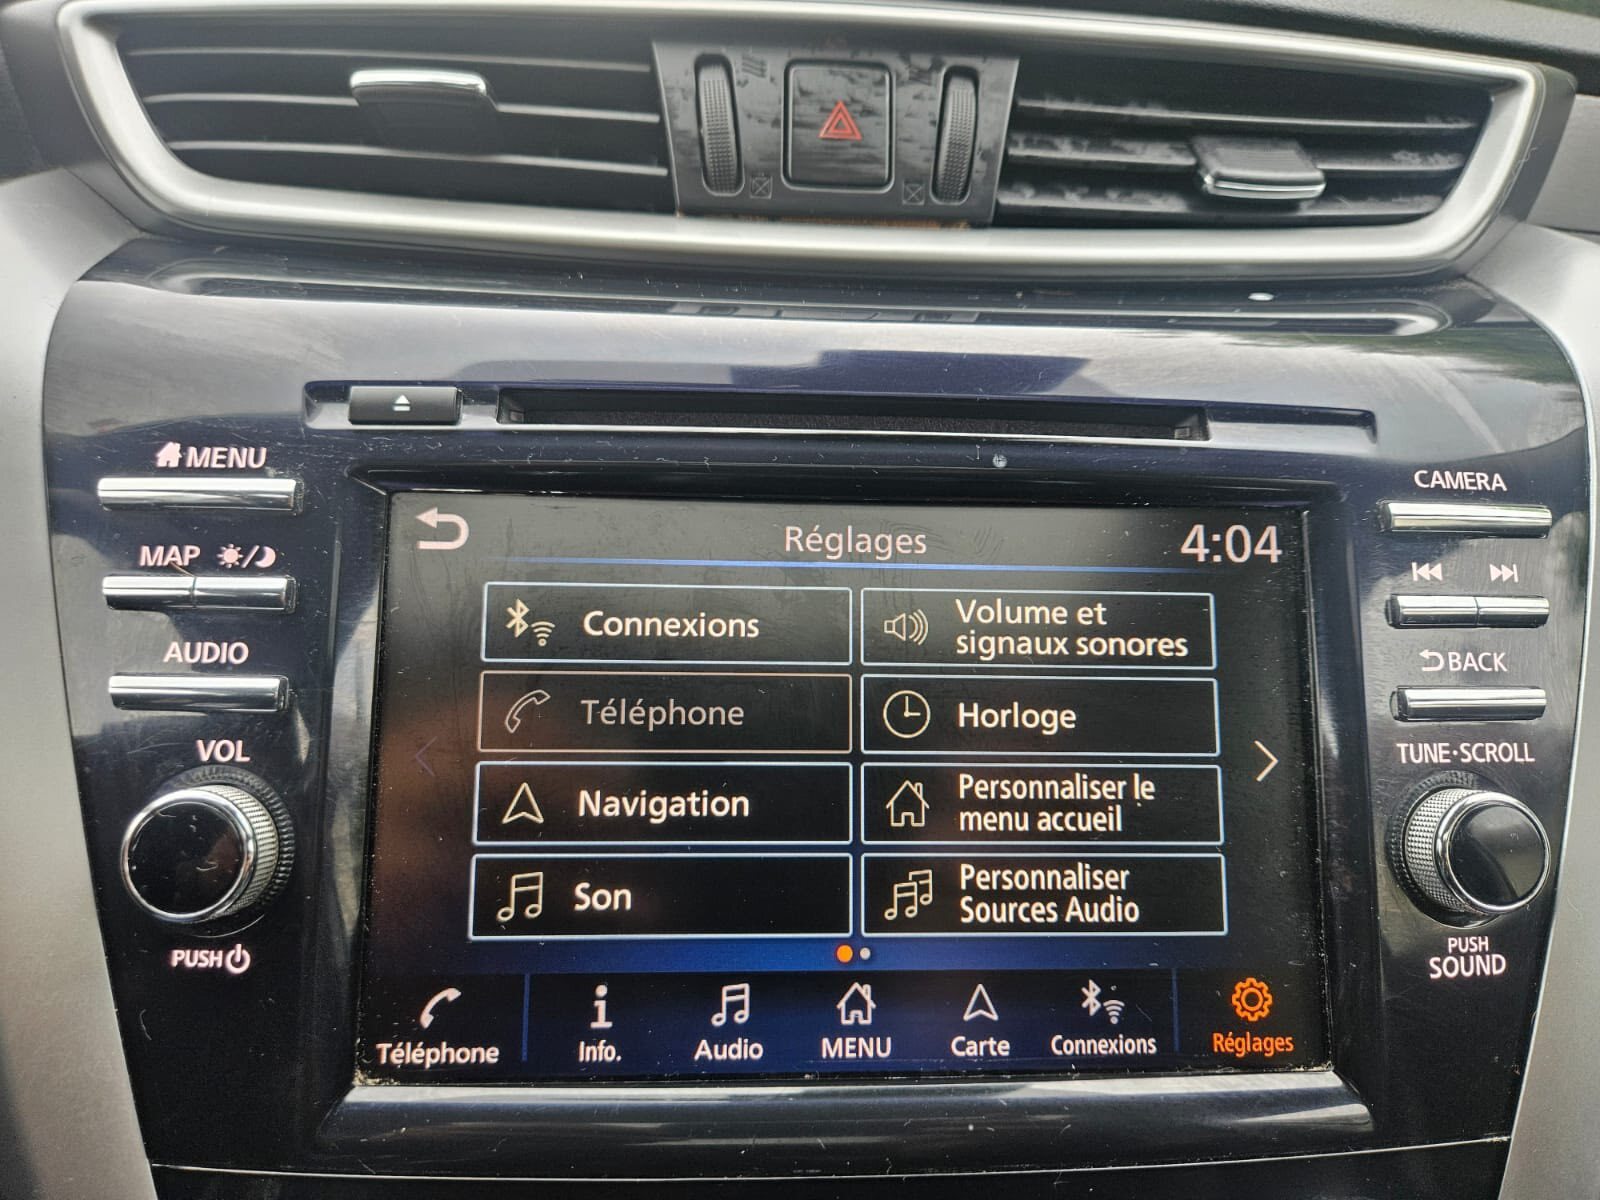 MENU
MAP
AUDIO
VOL
PUSH
CAMERA
BACK
TUNE·SCROLL
PUSH
SOUND
Réglages
4:04
Connexions
Volume et
signaux sonores
Téléphone
Horloge
Navigation
Personnaliser le
menu accueil
Son
Personnaliser
Sources Audio
Téléphone
Info.
Audio
MENU
Carte
Connexions
Réglages